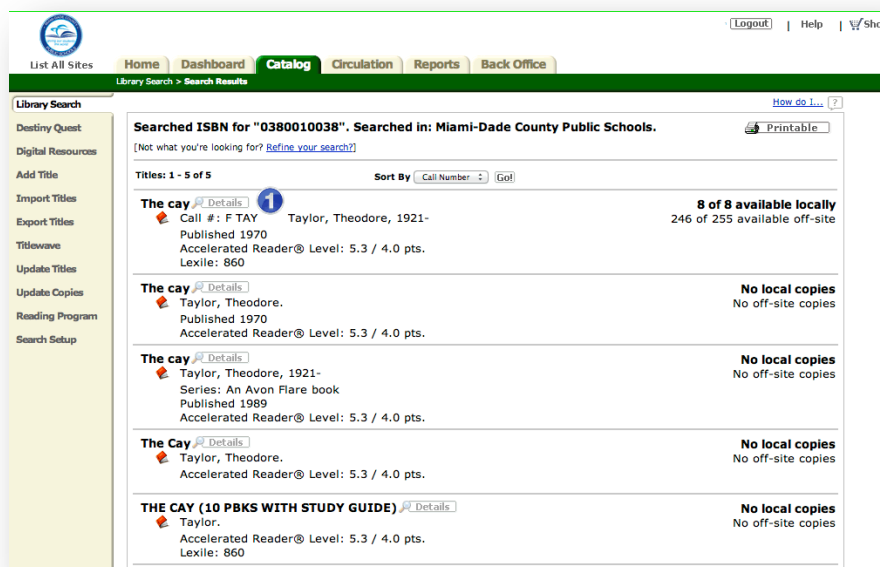 Logout | Help | Sho
List All Sites
Home Dashboard Catalog Circulation Reports Back Office
Library Search > Search Results
Library Search
Destiny Quest
Digital Resources
Add Title
Import Titles
Export Titles
Titlewave
Update Titles
Update Copies
Reading Program
Search Setup
How do I... ?
Searched ISBN for "0380010038". Searched in: Miami-Dade County Public Schools.
Printable
[Not what you're looking for? Refine your search?]
Titles: 1 - 5 of 5 Sort By Call Number Go!
The cay Details 1 8 of 8 available locally
Call #: F TAY Taylor, Theodore, 1921- 246 of 255 available off-site
Published 1970
Accelerated Reader® Level: 5.3 / 4.0 pts.
Lexile: 860
The cay Details No local copies
Taylor, Theodore. No off-site copies
Published 1970
Accelerated Reader® Level: 5.3 / 4.0 pts.
The cay Details No local copies
Taylor, Theodore, 1921- No off-site copies
Series: An Avon Flare book
Published 1989
Accelerated Reader® Level: 5.3 / 4.0 pts.
The Cay Details No local copies
Taylor, Theodore. No off-site copies
Accelerated Reader® Level: 5.3 / 4.0 pts.
THE CAY (10 PBKS WITH STUDY GUIDE) Details No local copies
Taylor. No off-site copies
Accelerated Reader® Level: 5.3 / 4.0 pts.
Lexile: 860